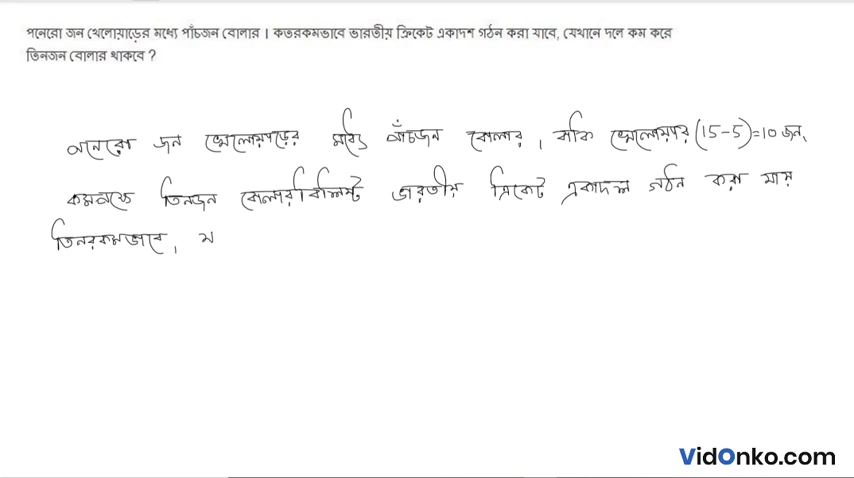 পনেরো জন খেলোয়াড়ের মধ্যে পাঁচজন বোলার । কতরকমভাবে ভারতীয় ক্রিকেট একাদশ গঠন করা যাবে, যেখানে দলে কম করে
তিনজন বোলার থাকবে ?
পনেরো জন খেলোয়াড়ের মধ্যে পাঁচজন বোলার, বাকি খেলোয়াড় (15-5)=10 জন,
কমপক্ষে তিনজন বোলারবিশিষ্ট ভারতীয় ক্রিকেট একাদশ গঠন করা যায়
তিনরকমভাবে,
VidOnko.com